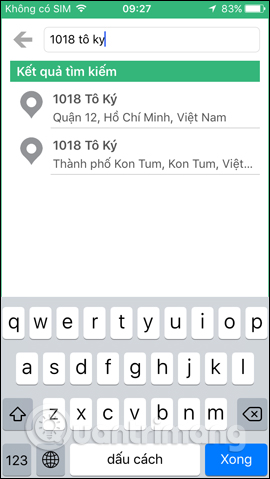 Không có SIM 09:27 83%
1018 tô ky
Kết quả tìm kiếm
1018 Tô Ký
Quận 12, Hồ Chí Minh, Việt Nam
1018 Tô Ký
Thành phố Kon Tum, Kon Tum, Việt...
q w e r t y u i o p
a s d f g h j k l
z x c v b n m
Quantrimang
123 dấu cách Xong